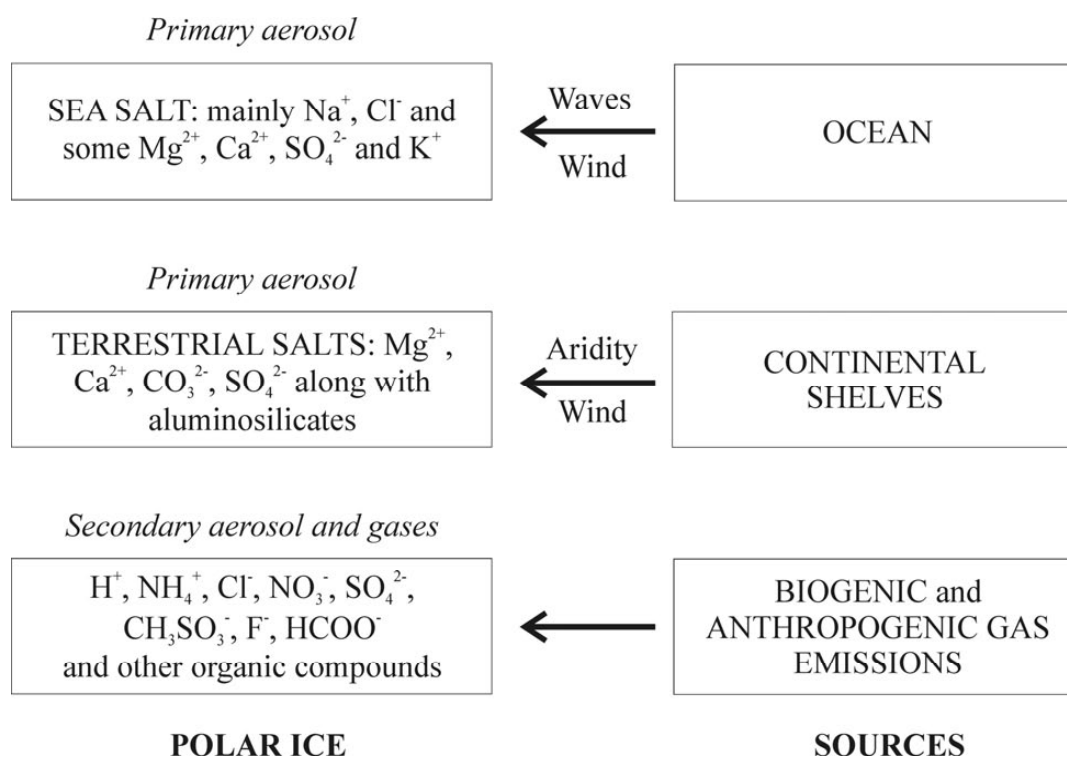 Primary aerosol
SEA SALT: mainly Na⁺, Cl⁻ and
some Mg²⁺, Ca²⁺, SO₄²⁻ and K⁺
Waves
Wind
OCEAN
Primary aerosol
TERRESTRIAL SALTS: Mg²⁺,
Ca²⁺, CO₃²⁻, SO₄²⁻ along with
aluminosilicates
Aridity
Wind
CONTINENTAL
SHELVES
Secondary aerosol and gases
H⁺, NH₄⁺, Cl⁻, NO₃⁻, SO₄²⁻,
CH₃SO₃⁻, F⁻, HCOO⁻
and other organic compounds
BIOGENIC and
ANTHROPOGENIC GAS
EMISSIONS
POLAR ICE
SOURCES